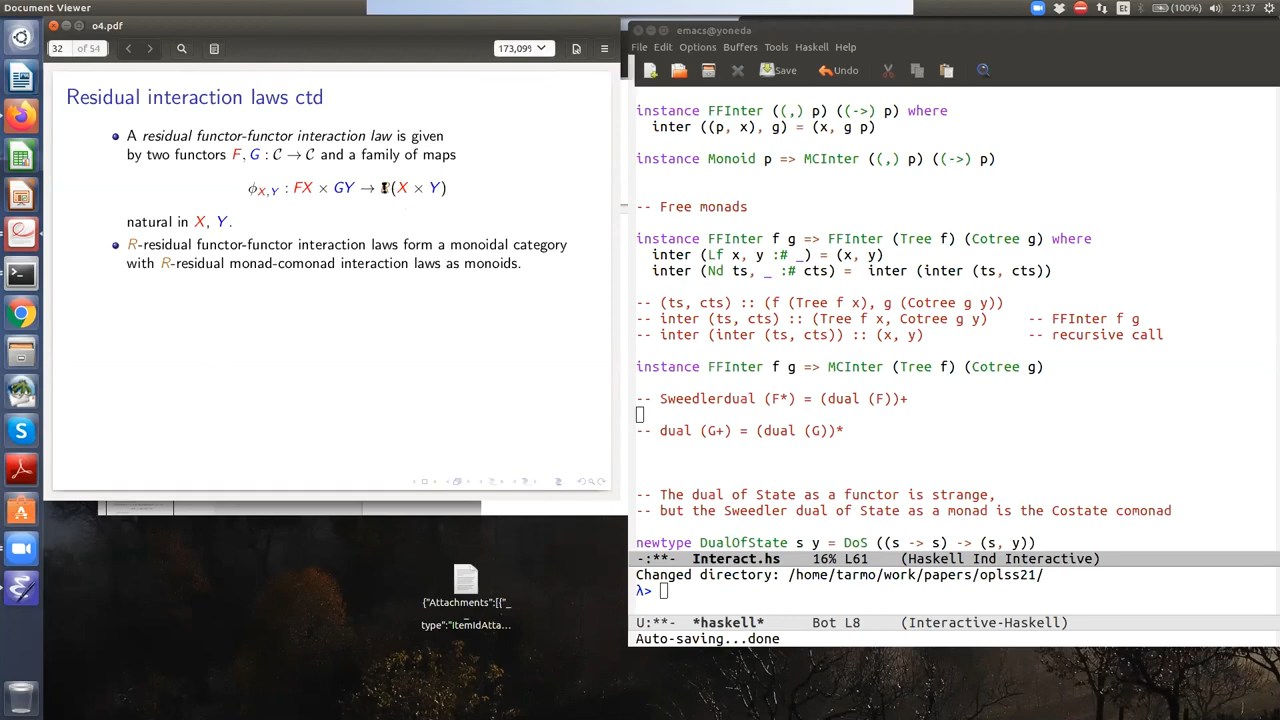 Document Viewer
Et
(100%)
21:37
o4.pdf
32 of 54
173,09%
Residual interaction laws ctd
A residual functor-functor interaction law is given
by two functors F, G : C → C and a family of maps
ϕX,Y : FX × GY → R(X × Y)
natural in X, Y.
R-residual functor-functor interaction laws form a monoidal category
with R-residual monad-comonad interaction laws as monoids.
{"Attachments":[{"_
_
type":"ItemIdAtta...
emacs@yoneda
File Edit Options Buffers Tools Haskell Help
Save Undo
instance FFInter ((,) p) ((->) p) where
inter ((p, x), g) = (x, g p)
instance Monoid p => MCInter ((,) p) ((->) p)
-- Free monads
instance FFInter f g => FFInter (Tree f) (Cotree g) where
inter (Lf x, y :# _) = (x, y)
inter (Nd ts, _ :# cts) = inter (inter (ts, cts))
-- (ts, cts) :: (f (Tree f x), g (Cotree g y))
-- inter (ts, cts) :: (Tree f x, Cotree g y) -- FFInter f g
-- inter (inter (ts, cts)) :: (x, y) -- recursive call
instance FFInter f g => MCInter (Tree f) (Cotree g)
-- Sweedlerdual (F*) = (dual (F))+
-- dual (G+) = (dual (G))*
-- The dual of State as a functor is strange,
-- but the Sweedler dual of State as a monad is the Costate comonad
newtype DualOfState s y = DoS ((s -> s) -> (s, y))
-:**- Interact.hs 16% L61 (Haskell Ind Interactive)
Changed directory: /home/tarmo/work/papers/oplss21/
λ>
U:**- *haskell* Bot L8 (Interactive-Haskell)
Auto-saving...done